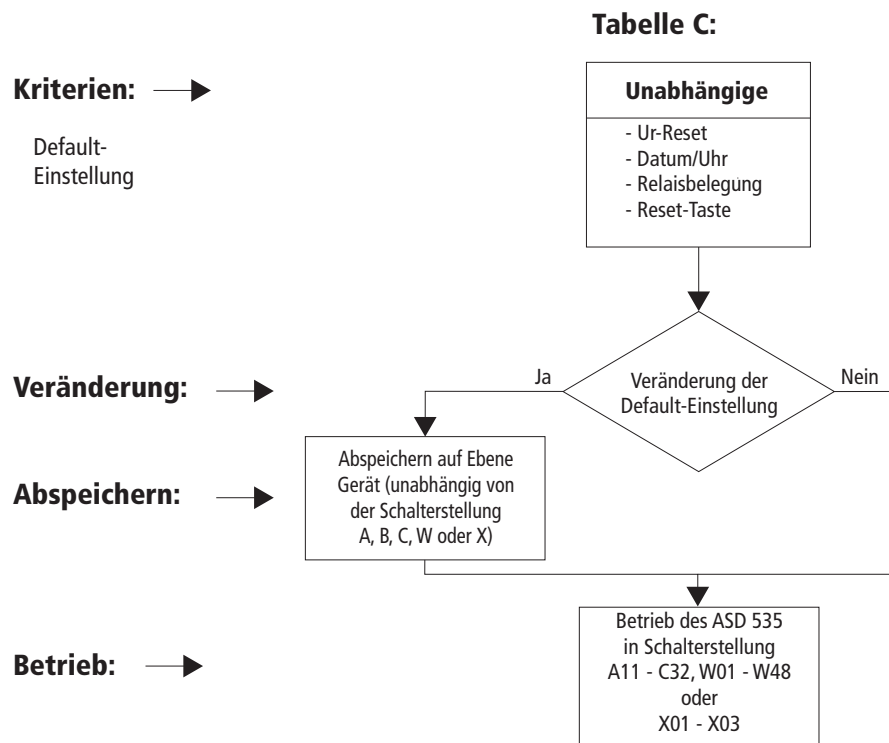 Tabelle C:
Kriterien:
Default-
Einstellung
Unabhängige
- Ur-Reset
- Datum/Uhr
- Relaisbelegung
- Reset-Taste
Veränderung:
Ja
Veränderung der
Default-Einstellung
Nein
Abspeichern:
Abspeichern auf Ebene
Gerät (unabhängig von
der Schalterstellung
A, B, C, W oder X)
Betrieb:
Betrieb des ASD 535
in Schalterstellung
A11 - C32, W01 - W48
oder
X01 - X03